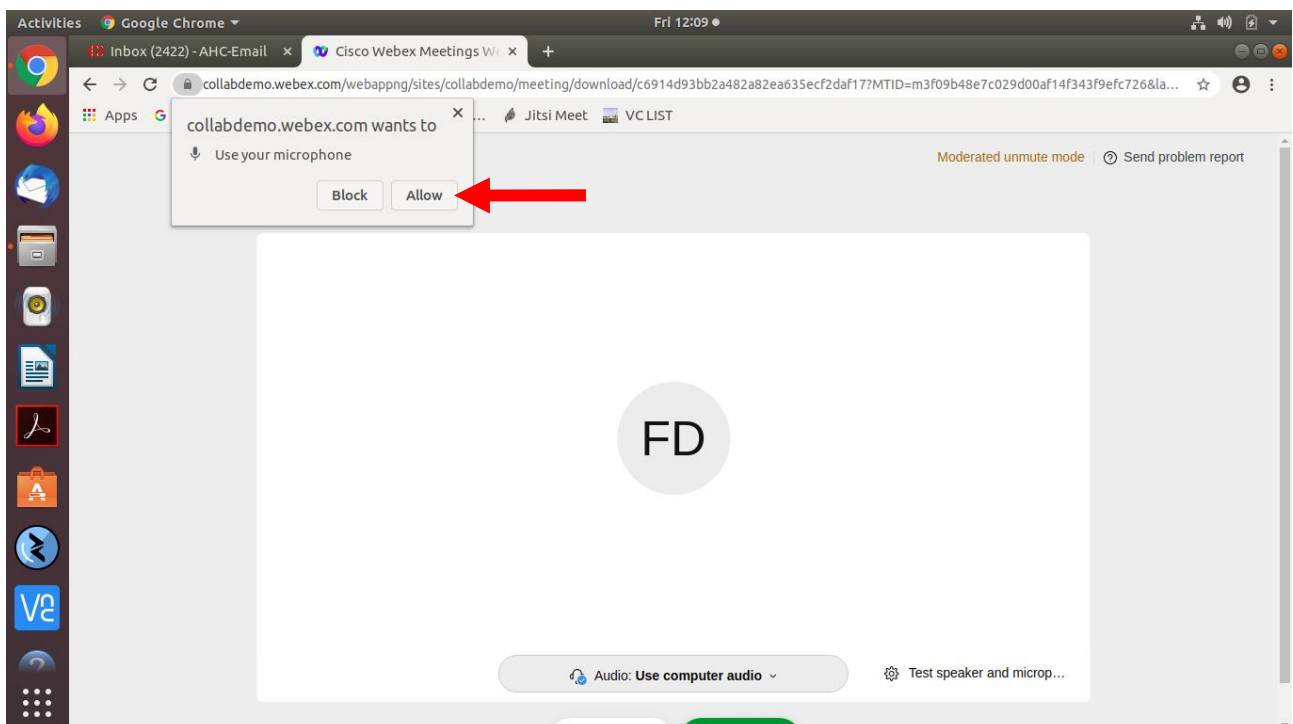 Activities Google Chrome Fri 12:09
Inbox (2422) - AHC-Email × Cisco Webex Meetings We × +
collabdemo.webex.com/webappng/sites/collabdemo/meeting/download/c6914d93bb2a482a82ea635ecf2daf17?MTID=m3f09b48e7c029d00af14f343f9efc726&la...
Apps G ... Jitsi Meet VC LIST
collabdemo.webex.com wants to ×
Use your microphone
Block Allow
Moderated unmute mode Send problem report
FD
Audio: Use computer audio
Test speaker and microp...